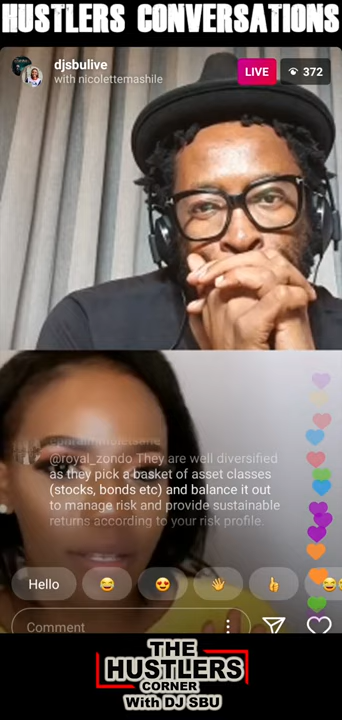 HUSTLERS CONVERSATIONS
djsbulive
with nicolettemashile
LIVE
372
@royal_zondo They are well diversified
as they pick a basket of asset classes
(stocks, bonds etc) and balance it out
to manage risk and provide sustainable
returns according to your risk profile.
Hello
Comment
THE
HUSTLERS
CORNER
With DJ SBU